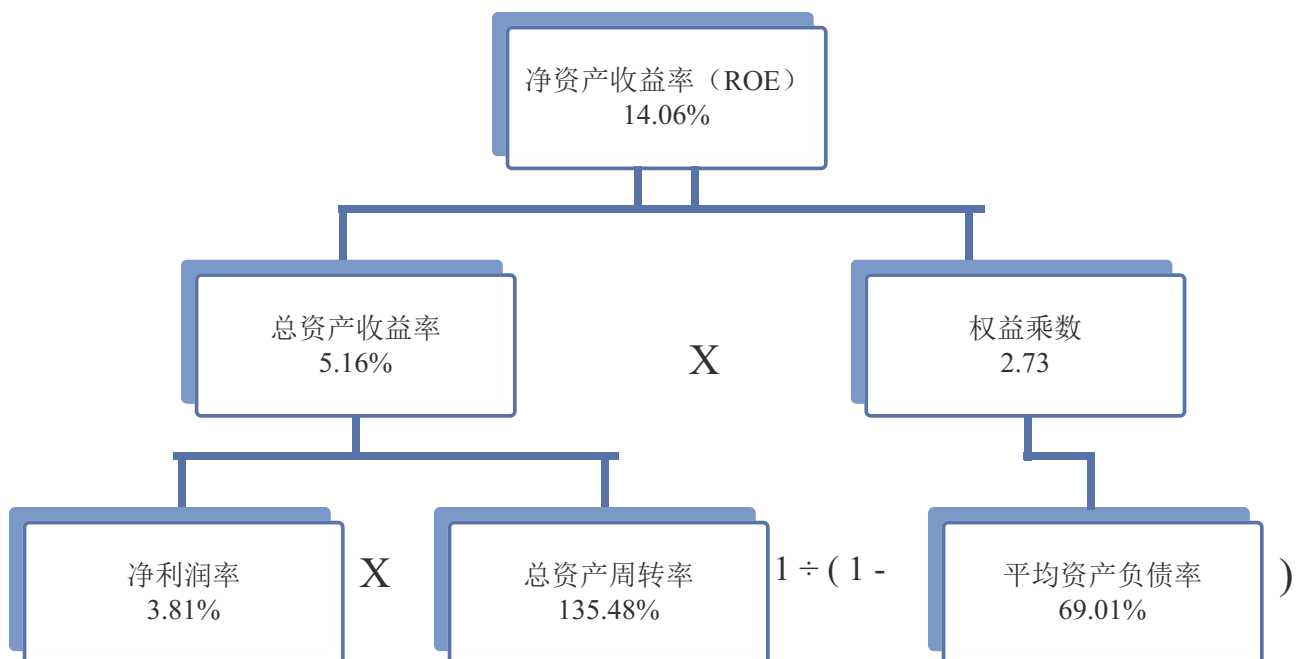 净资产收益率（ROE）
14.06%
总资产收益率
5.16%
X
权益乘数
2.73
净利润率
3.81%
X
总资产周转率
135.48%
1 ÷ ( 1 -
平均资产负债率
69.01%
)